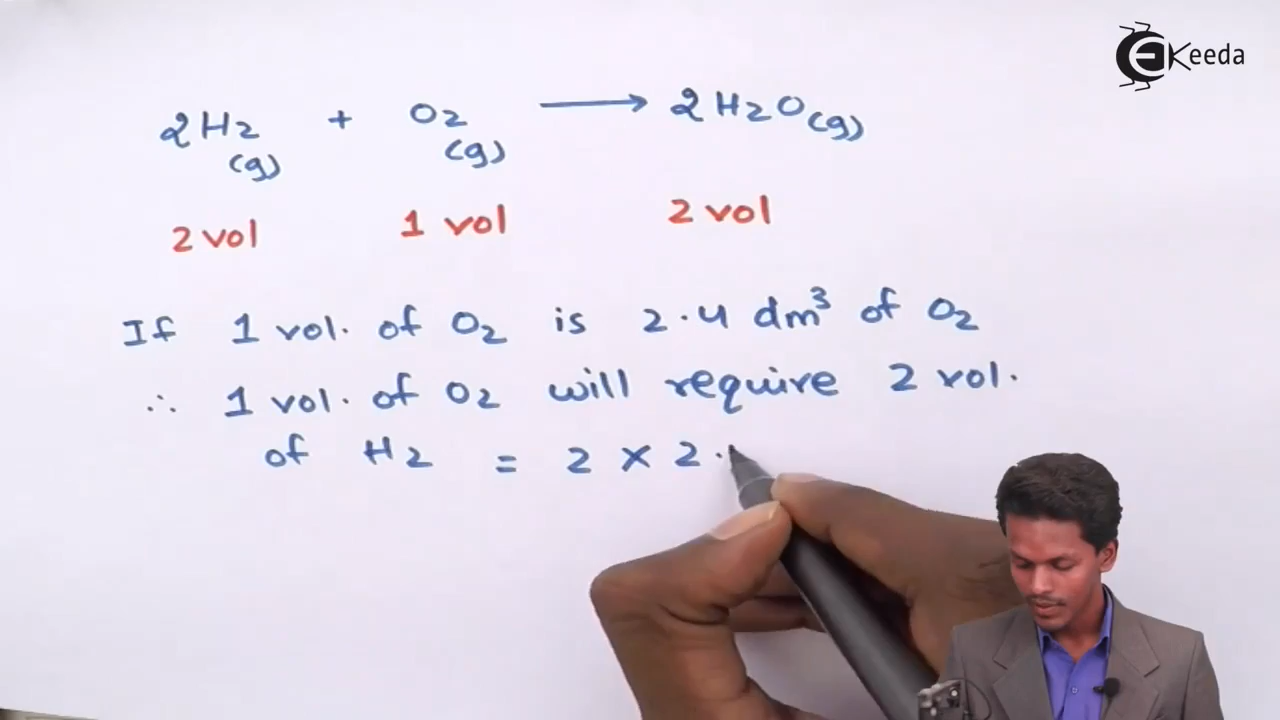 EKeeda
2H2(g) + O2(g) ⟶ 2H2O(g)
2 vol 1 vol 2 vol
If 1 vol. of O2 is 2.4 dm³ of O2
∴ 1 vol. of O2 will require 2 vol.
of H2 = 2 × 2.